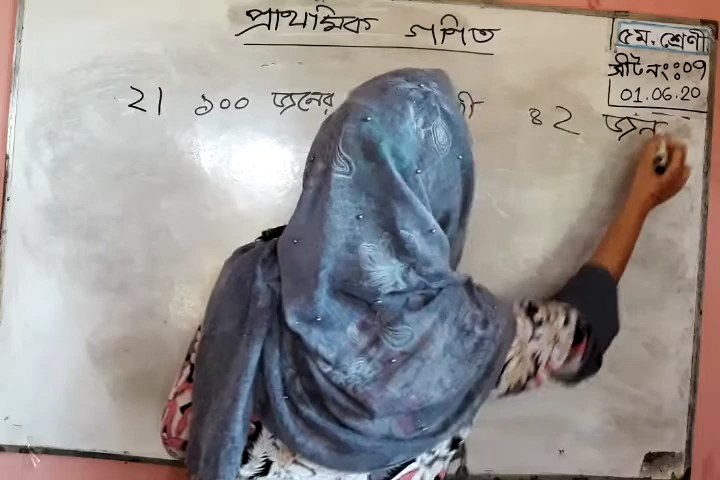 প্রাথমিক গণিত
৫ম. শ্রেণী
শীট নং: ০৭
01.06.20
২। ১০০ জনের ৪২ জন